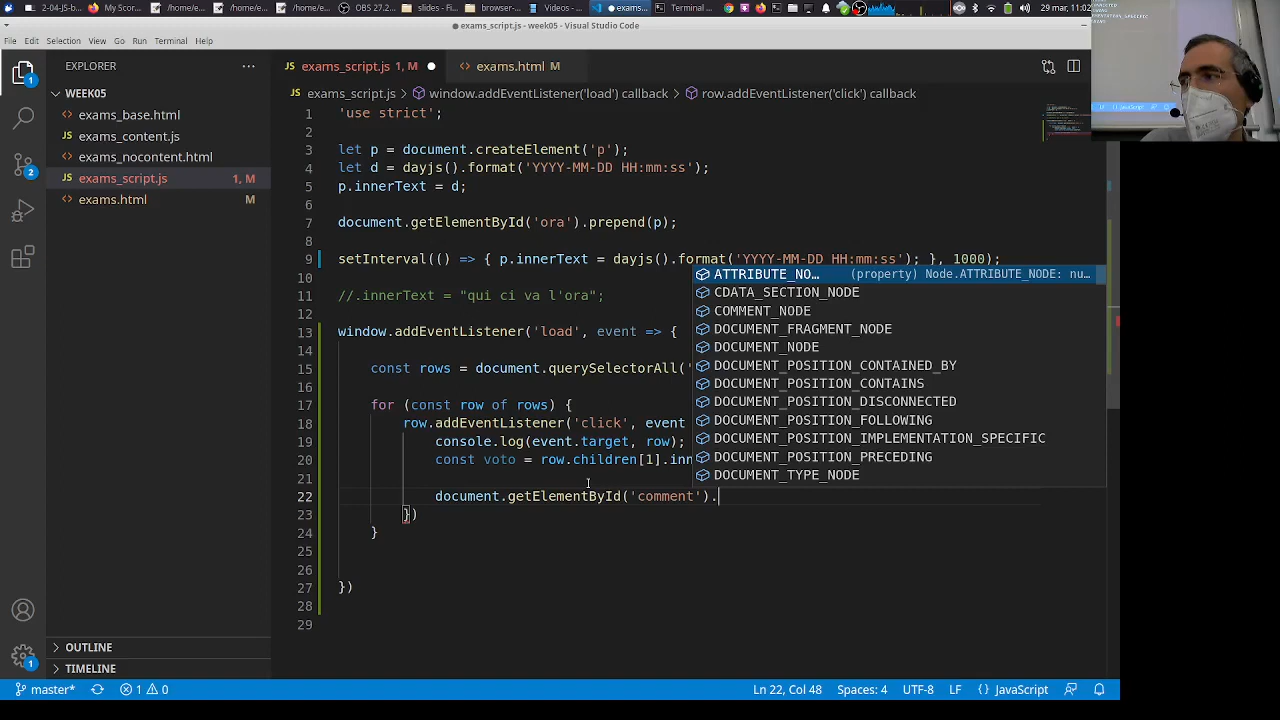 2-04-JS-b...
My Scor...
/home/e...
/home/e...
/home/e...
OBS 27.2...
slides – Fi...
browser-...
Videos – ...
exams_s...
Terminal ...
29 mar, 11:02
exams_script.js - Visual Studio Code
File Edit Selection View Go Run Terminal Help
EXPLORER
WEEK05
exams_base.html
exams_content.js
exams_nocontent.html
exams_script.js 1, M
exams.html M
OUTLINE
TIMELINE
exams_script.js 1, M
exams.html M
exams_script.js > window.addEventListener('load') callback > row.addEventListener('click') callback
1 'use strict';
2
3 let p = document.createElement('p');
4 let d = dayjs().format('YYYY-MM-DD HH:mm:ss');
5 p.innerText = d;
6
7 document.getElementById('ora').prepend(p);
8
9 setInterval(() => { p.innerText = dayjs().format('YYYY-MM-DD HH:mm:ss'); }, 1000);
10
11 //.innerText = "qui ci va l'ora";
12
13 window.addEventListener('load', event => {
14
15 const rows = document.querySelectorAll('
16
17 for (const row of rows) {
18 row.addEventListener('click', event
19 console.log(event.target, row);
20 const voto = row.children[1].inn
21
22 document.getElementById('comment').
23 })
24 }
25
26
27 })
28
29
ATTRIBUTE_NO… (property) Node.ATTRIBUTE_NODE: nu…
CDATA_SECTION_NODE
COMMENT_NODE
DOCUMENT_FRAGMENT_NODE
DOCUMENT_NODE
DOCUMENT_POSITION_CONTAINED_BY
DOCUMENT_POSITION_CONTAINS
DOCUMENT_POSITION_DISCONNECTED
DOCUMENT_POSITION_FOLLOWING
DOCUMENT_POSITION_IMPLEMENTATION_SPECIFIC
DOCUMENT_POSITION_PRECEDING
DOCUMENT_TYPE_NODE
master* 1 0 Ln 22, Col 48 Spaces: 4 UTF-8 LF {} JavaScript